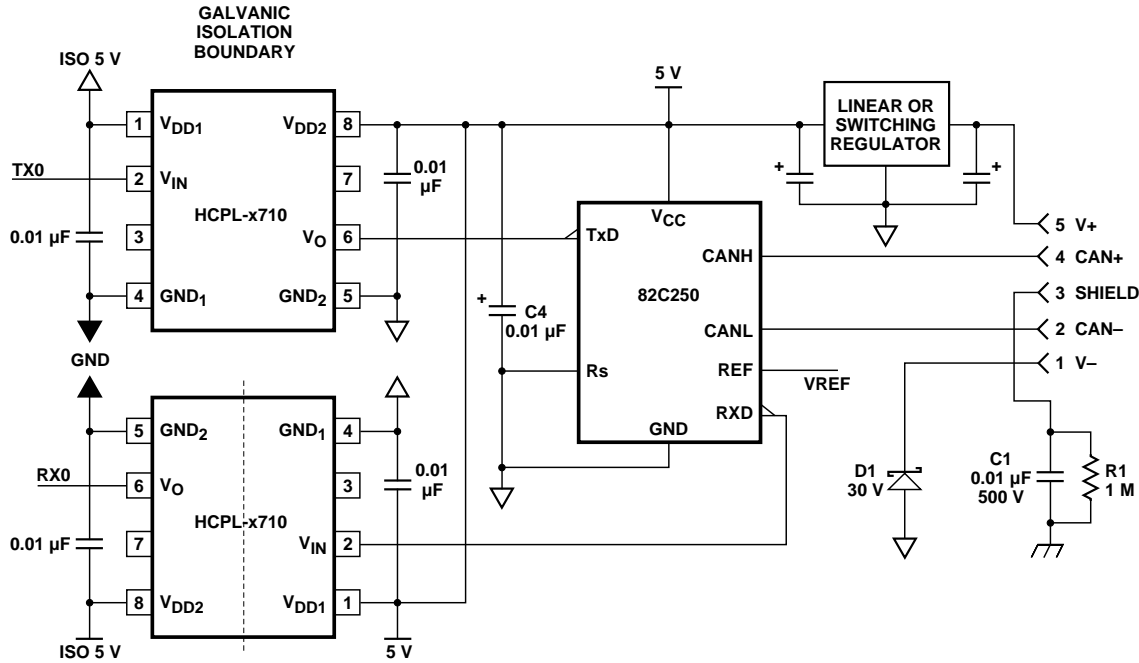 GALVANIC
ISOLATION
BOUNDARY
ISO 5 V
1 VDD1
VDD2 8
TX0
2 VIN
7
HCPL-x710
0.01 µF
3
VO 6
4 GND1
GND2 5
0.01
µF
GND
5 GND2
GND1 4
RX0
6 VO
3
HCPL-x710
0.01 µF
7
VIN 2
8 VDD2
VDD1 1
0.01
µF
ISO 5 V
5 V
5 V
+
C4
0.01 µF
VCC
TxD
CANH
82C250
CANL
Rs
REF
VREF
RXD
GND
LINEAR OR
SWITCHING
REGULATOR
+
+
5 V+
4 CAN+
3 SHIELD
2 CAN–
1 V–
D1
30 V
C1
0.01 µF
500 V
R1
1 M